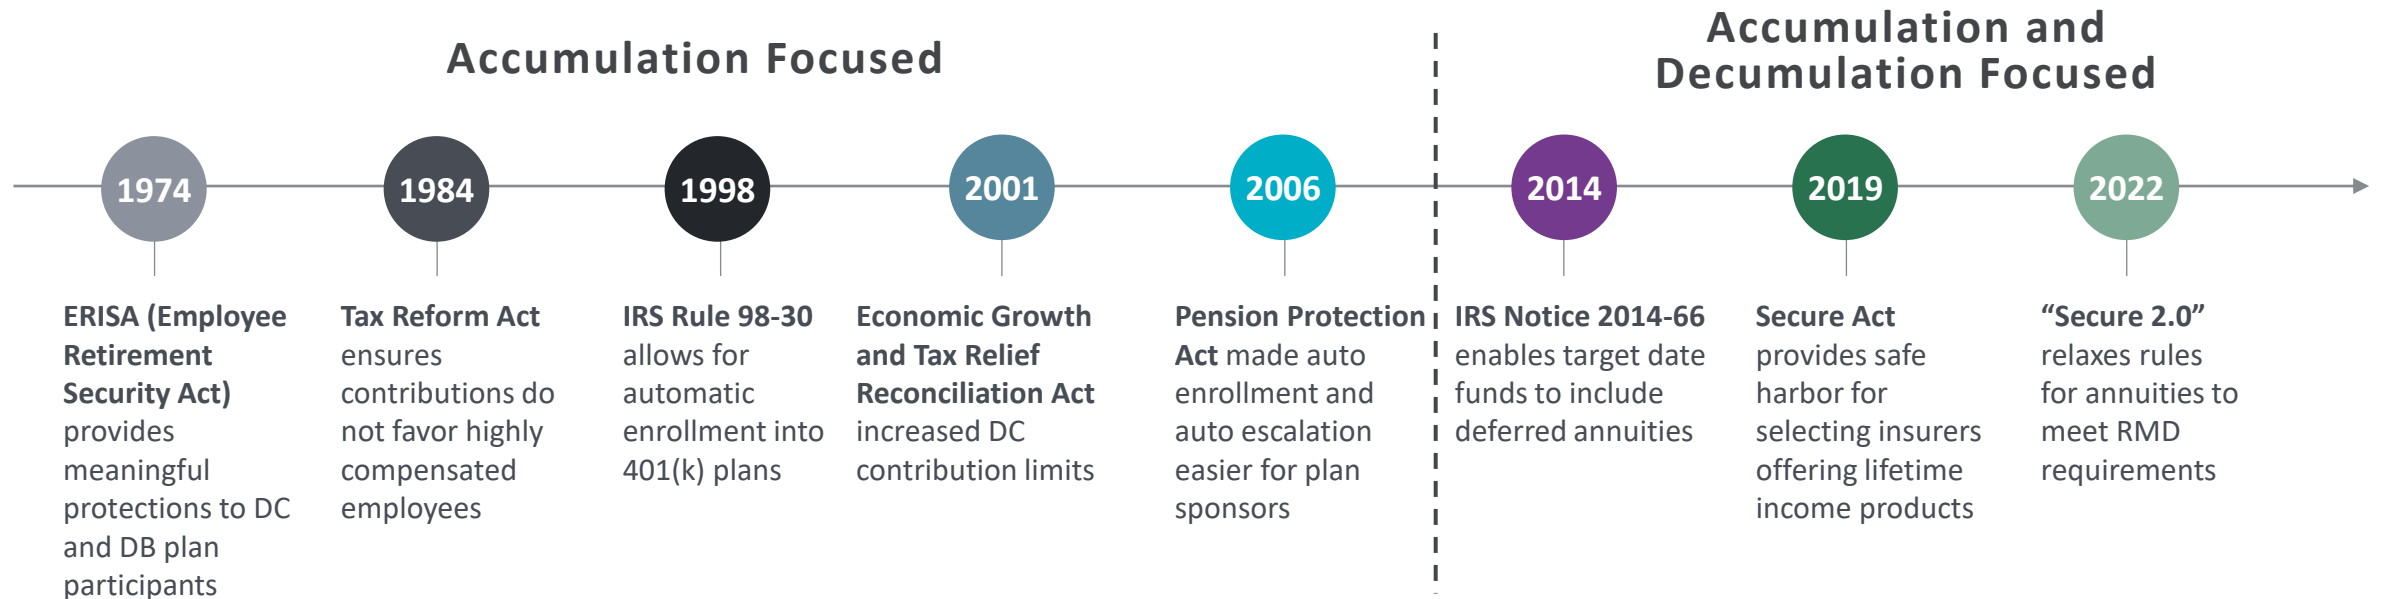 Accumulation Focused
Accumulation and
Decumulation Focused
1974
1984
1998
2001
2006
2014
2019
2022
ERISA (Employee
Retirement
Security Act)
provides
meaningful
protections to DC
and DB plan
participants
Tax Reform Act
ensures
contributions do
not favor highly
compensated
employees
IRS Rule 98-30
allows for
automatic
enrollment into
401(k) plans
Economic Growth
and Tax Relief
Reconciliation Act
increased DC
contribution limits
Pension Protection
Act made auto
enrollment and
auto escalation
easier for plan
sponsors
IRS Notice 2014-66
enables target date
funds to include
deferred annuities
Secure Act
provides safe
harbor for
selecting insurers
offering lifetime
income products
“Secure 2.0”
relaxes rules
for annuities to
meet RMD
requirements